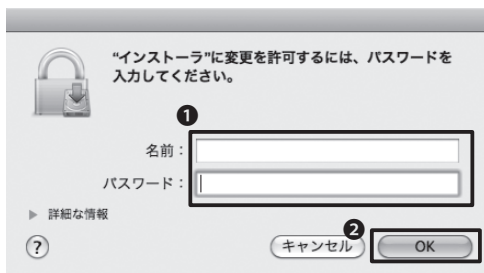 “インストーラ”に変更を許可するには、パスワードを
入力してください。
❶
名前：
パスワード：
詳細な情報
?
キャンセル
❷
OK